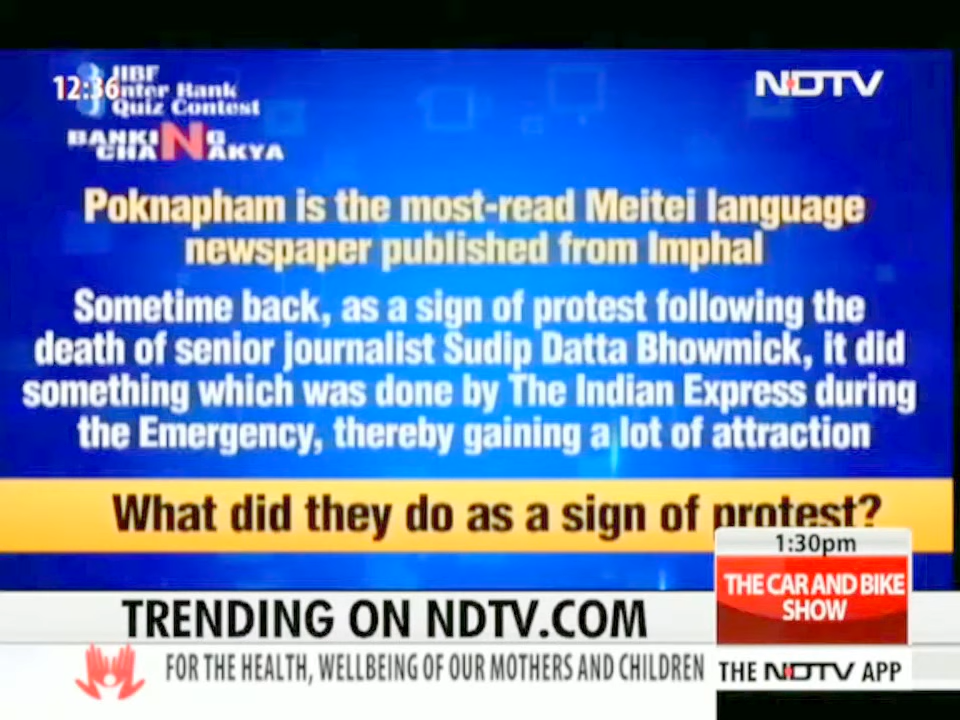 12:36
IIBF
Inter Bank
Quiz Contest
BANKING
CHANAKYA
NDTV
Poknapham is the most-read Meitei language
newspaper published from Imphal
Sometime back, as a sign of protest following the
death of senior journalist Sudip Datta Bhowmick, it did
something which was done by The Indian Express during
the Emergency, thereby gaining a lot of attraction
What did they do as a sign of protest?
1:30pm
THE CAR AND BIKE
SHOW
TRENDING ON NDTV.COM
FOR THE HEALTH, WELLBEING OF OUR MOTHERS AND CHILDREN
THE NDTV APP